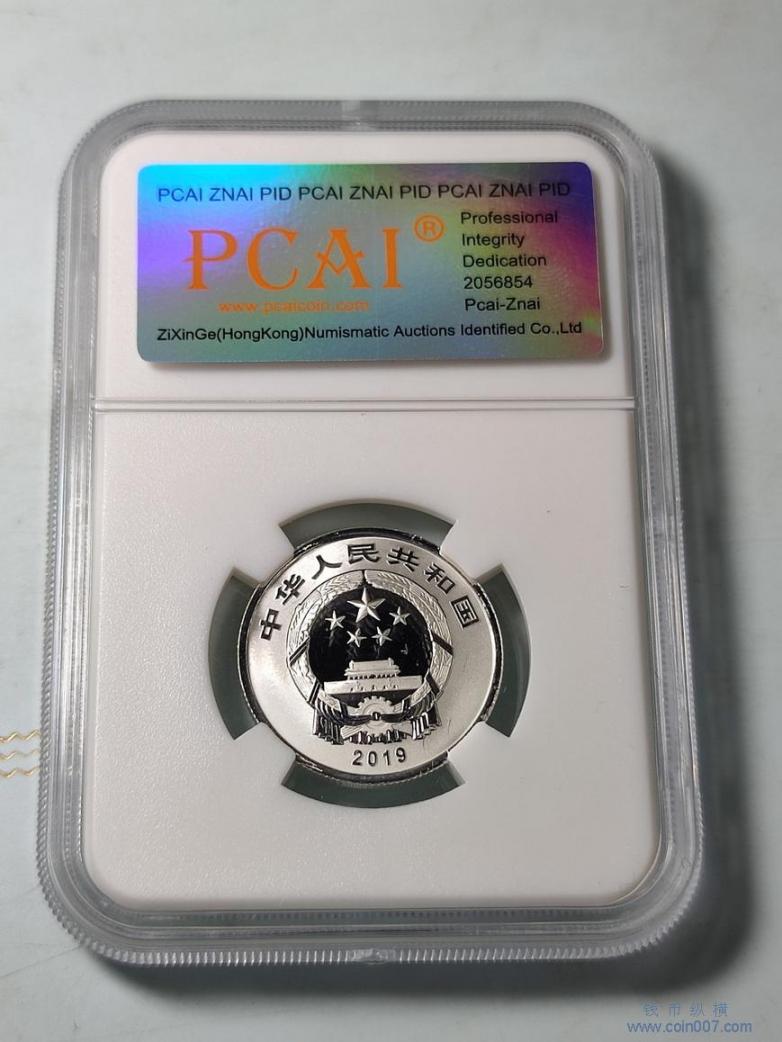 PCAI ZNAI PID PCAI ZNAI PID PCAI ZNAI PID
PCAI®
www.pcaicoin.com
Professional
Integrity
Dedication
2056854
Pcai-Znai
ZiXinGe(HongKong)Numismatic Auctions Identified Co.,Ltd
中华人民共和国
2019
钱币纵横
www.coin007.com